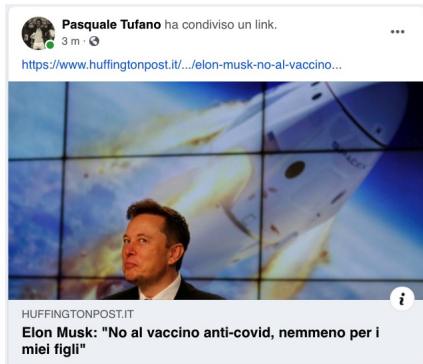 Pasquale Tufano ha condiviso un link.
3 m ·
https://www.huffingtonpost.it/.../elon-musk-no-al-vaccino...
SPACEX
i
HUFFINGTONPOST.IT
Elon Musk: "No al vaccino anti-covid, nemmeno per i
miei figli"